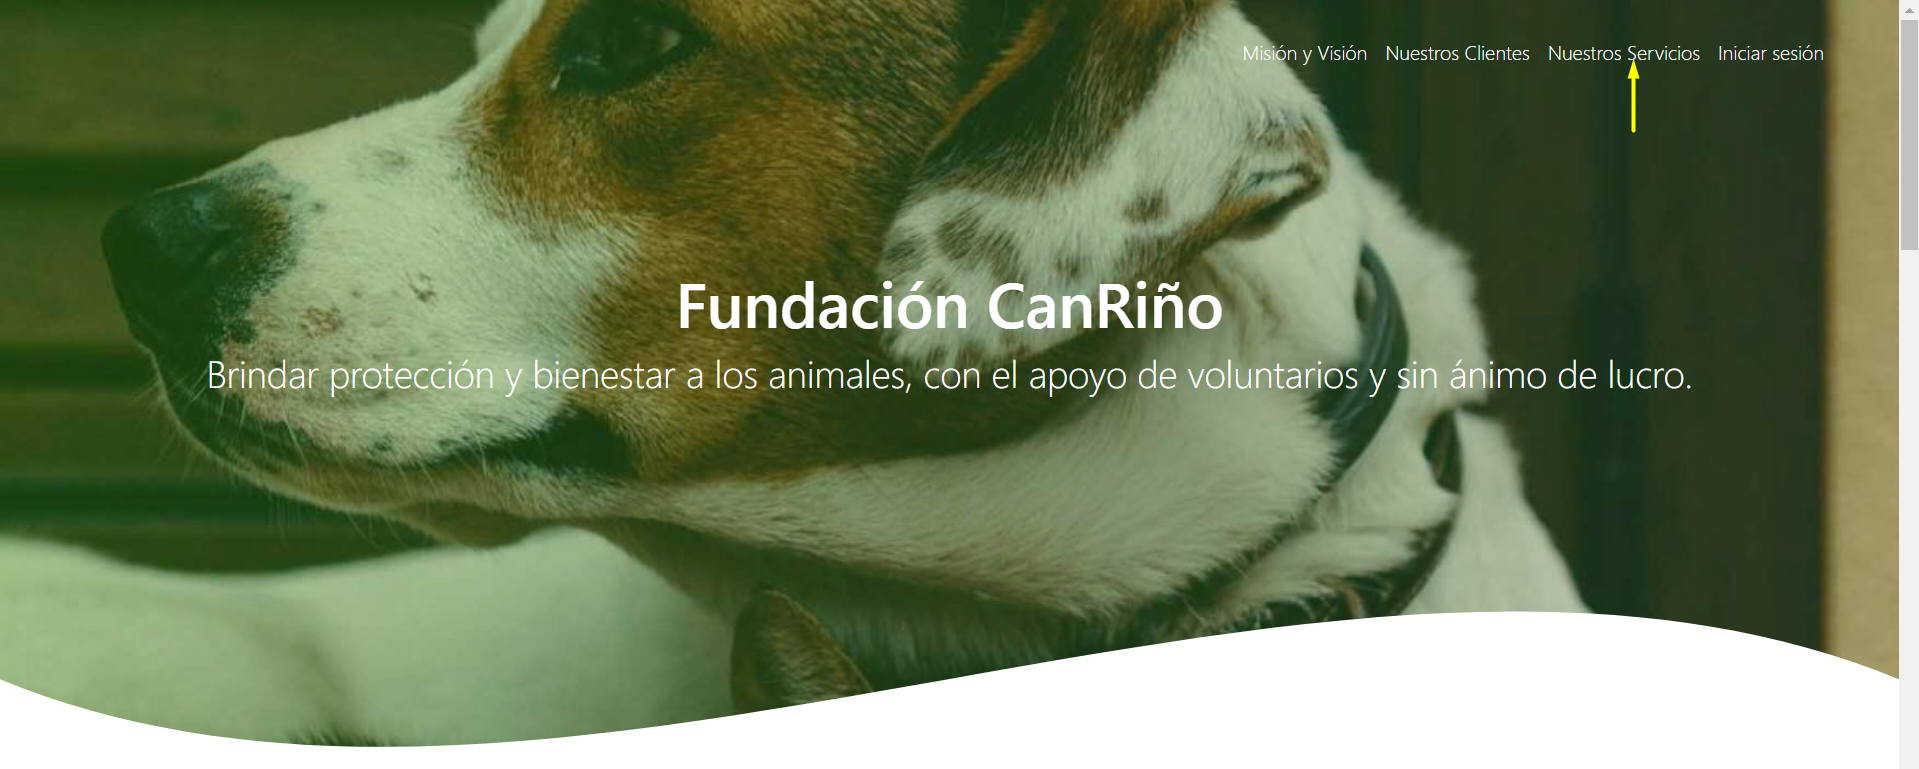 Misión y Visión Nuestros Clientes Nuestros Servicios Iniciar sesión
Fundación CanRiño
Brindar protección y bienestar a los animales, con el apoyo de voluntarios y sin ánimo de lucro.